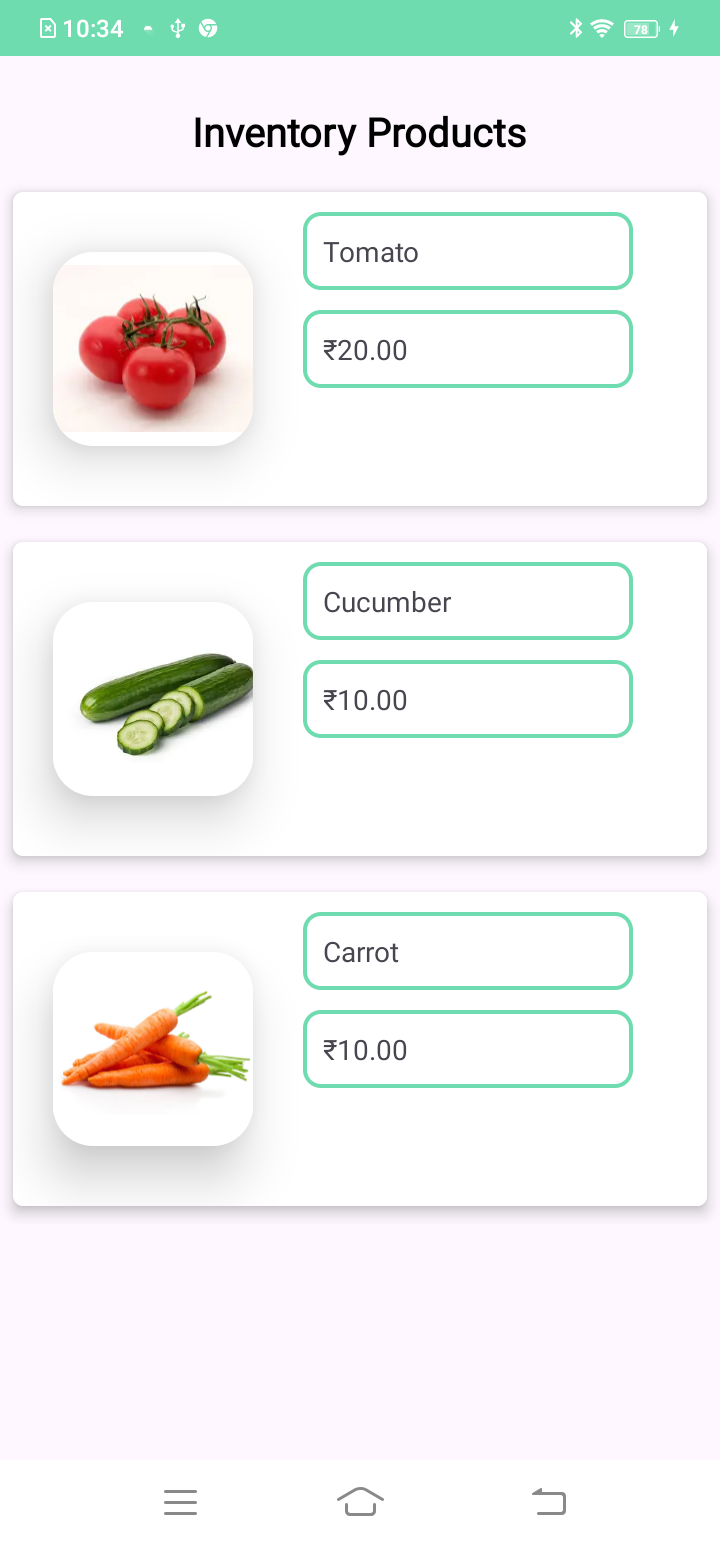 10:34
78
Inventory Products
Tomato
₹20.00
Cucumber
₹10.00
Carrot
₹10.00